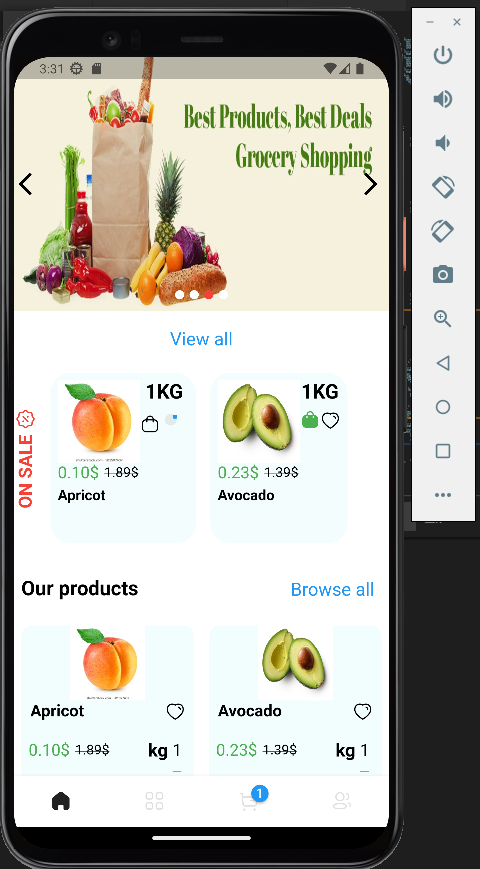 3:31
Best Products, Best Deals
Grocery Shopping
View all
ON SALE
1KG
0.10$ 1.89$
Apricot
1KG
0.23$ 1.39$
Avocado
Our products
Browse all
Apricot
0.10$ 1.89$ kg 1
Avocado
0.23$ 1.39$ kg 1
1